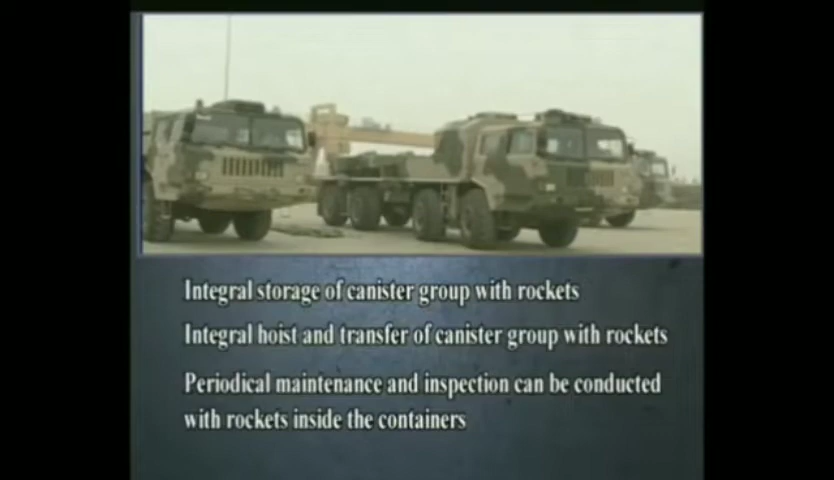 Integral storage of canister group with rockets
Integral hoist and transfer of canister group with rockets
Periodical maintenance and inspection can be conducted
with rockets inside the containers